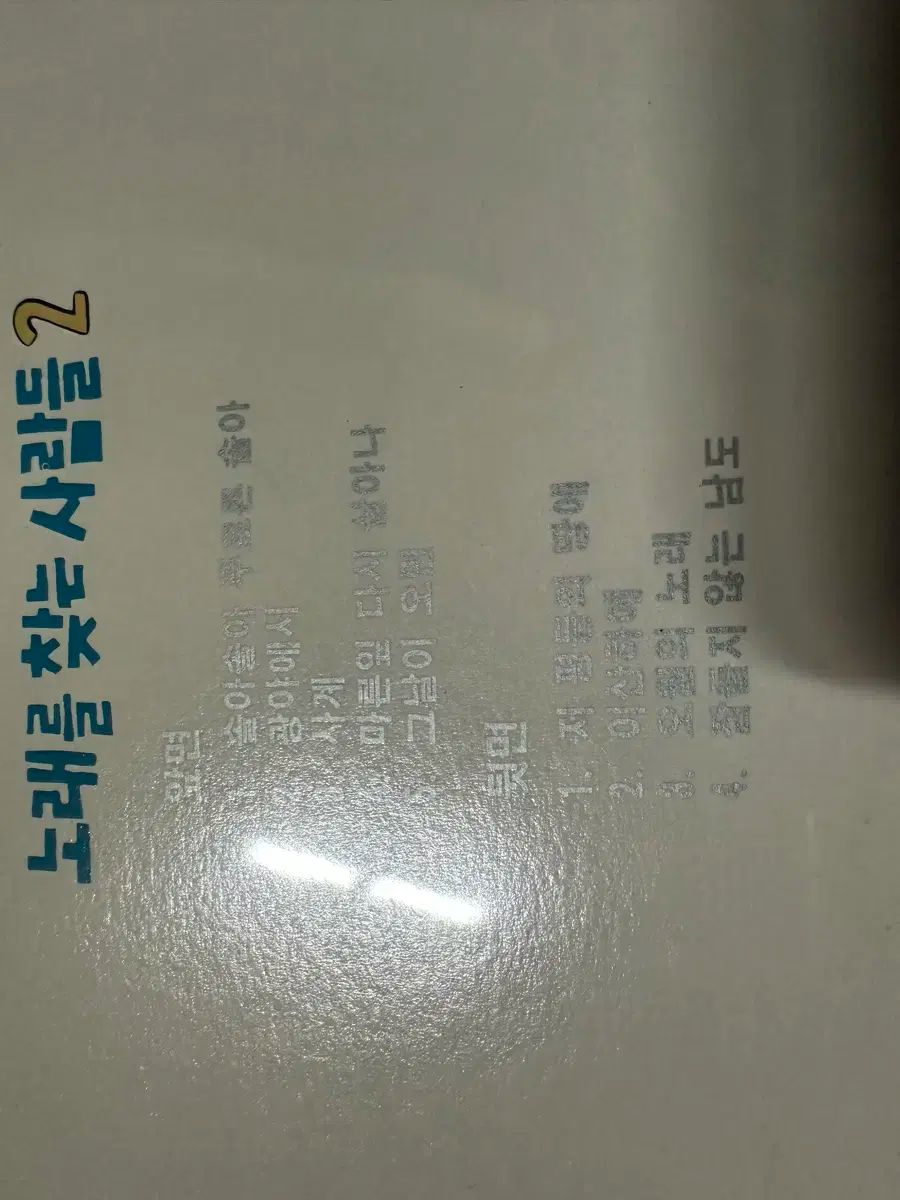 노래를 찾는 사람들 2
앞면
솔아솔아 푸르른 솔아
광야에서
사계
마른잎 다시 살아나
그날이 오면
뒷면
1. 저 평등의 땅에
2. 이산하에
3. 오월의 노래
4. 잠들지 않는 남도